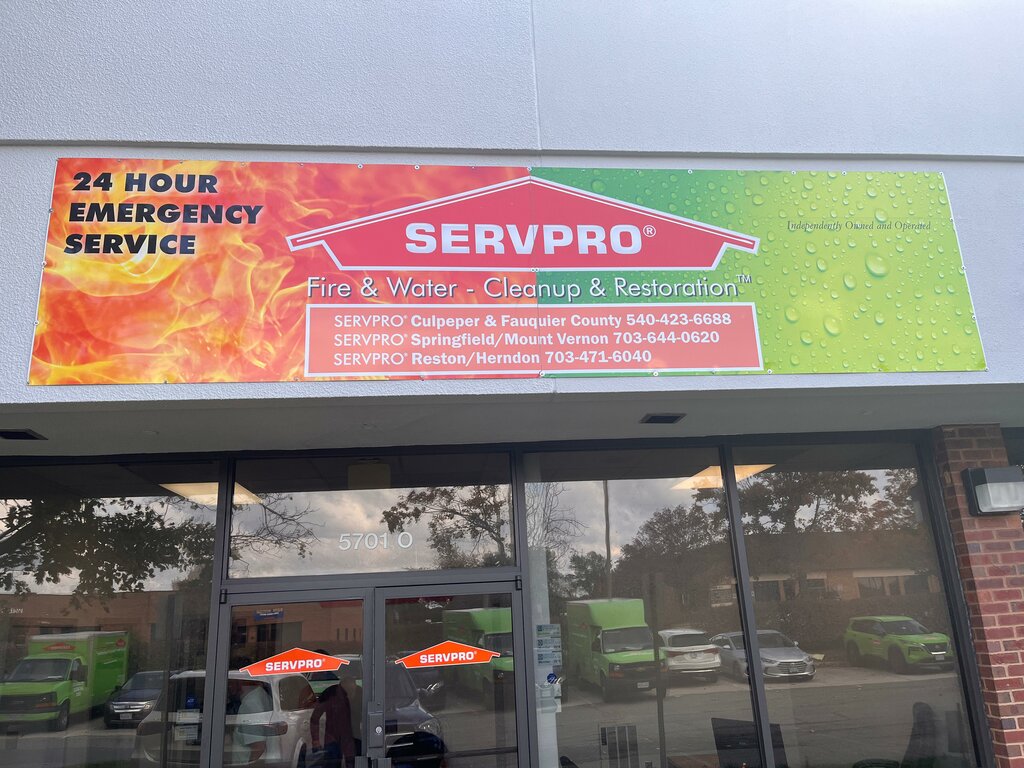 24 HOUR
EMERGENCY
SERVICE
SERVPRO®
Independently Owned and Operated
Fire & Water - Cleanup & Restoration™
SERVPRO® Culpeper & Fauquier County 540-423-6688
SERVPRO® Springfield/Mount Vernon 703-644-0620
SERVPRO® Reston/Herndon 703-471-6040
5701 O
SERVPRO®
SERVPRO®